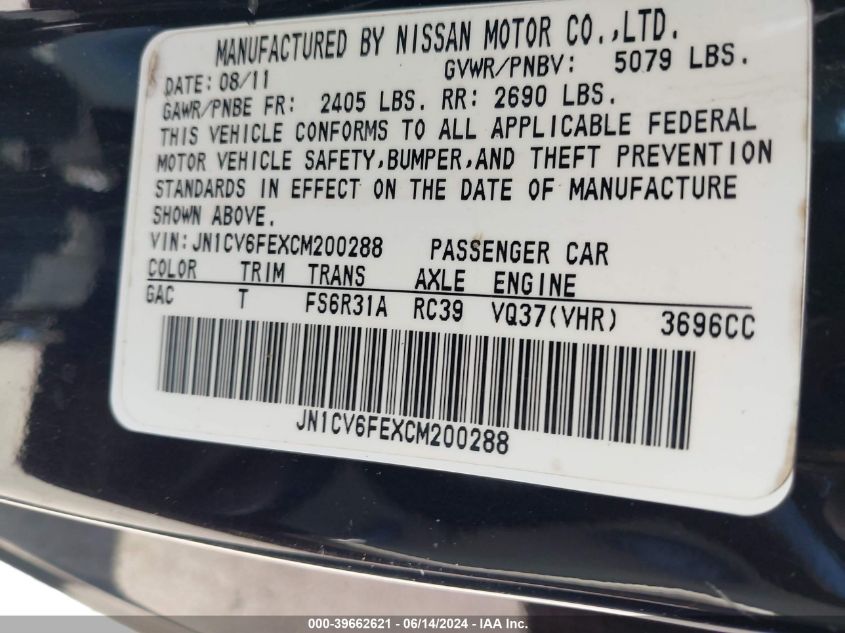 MANUFACTURED BY NISSAN MOTOR CO.,LTD.
DATE: 08/11 GVWR/PNBV: 5079 LBS.
GAWR/PNBE FR: 2405 LBS. RR: 2690 LBS.
THIS VEHICLE CONFORMS TO ALL APPLICABLE FEDERAL
MOTOR VEHICLE SAFETY,BUMPER,AND THEFT PREVENTION
STANDARDS IN EFFECT ON THE DATE OF MANUFACTURE
SHOWN ABOVE.
VIN: JN1CV6FEXCM200288 PASSENGER CAR
COLOR TRIM TRANS AXLE ENGINE
GAC T FS6R31A RC39 VQ37(VHR) 3696CC
JN1CV6FEXCM200288
000-39662621 - 06/14/2024 - IAA Inc.